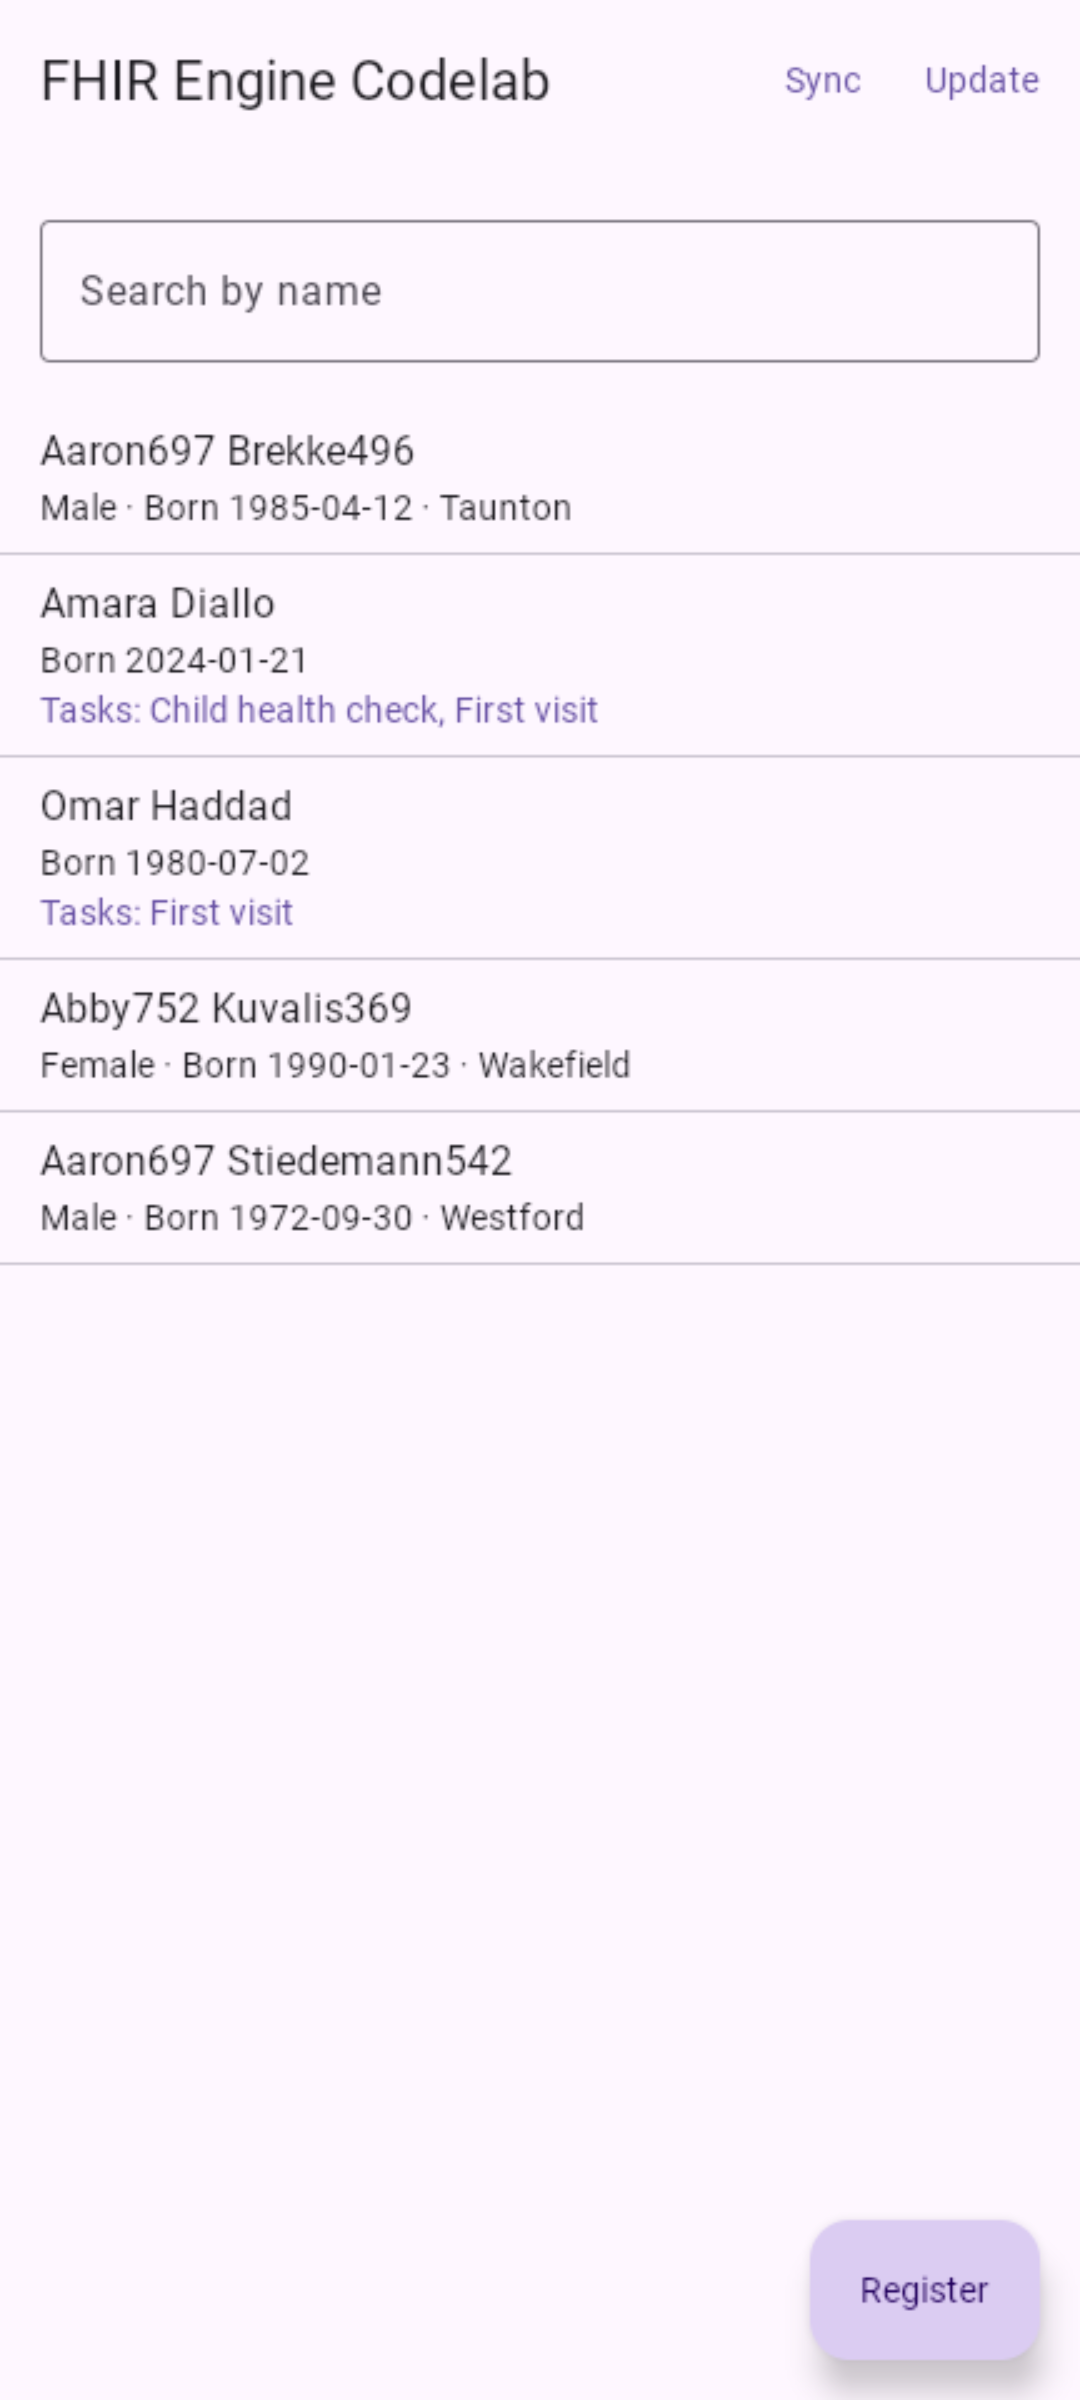 FHIR Engine Codelab
Sync
Update
Search by name
Aaron697 Brekke496
Male · Born 1985-04-12 · Taunton
Amara Diallo
Born 2024-01-21
Tasks: Child health check, First visit
Omar Haddad
Born 1980-07-02
Tasks: First visit
Abby752 Kuvalis369
Female · Born 1990-01-23 · Wakefield
Aaron697 Stiedemann542
Male · Born 1972-09-30 · Westford
Register